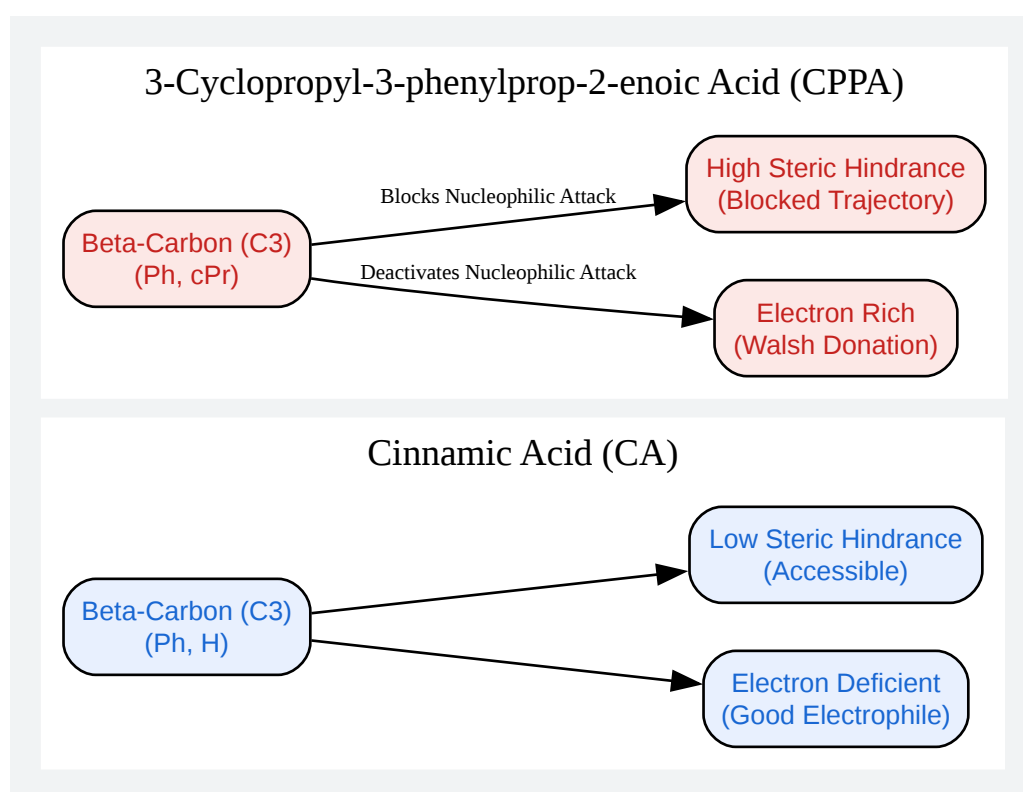 3-Cyclopropyl-3-phenylprop-2-enoic Acid (CPPA)
Beta-Carbon (C3)
(Ph, cPr)
Blocks Nucleophilic Attack
High Steric Hindrance
(Blocked Trajectory)
Deactivates Nucleophilic Attack
Electron Rich
(Walsh Donation)
Cinnamic Acid (CA)
Beta-Carbon (C3)
(Ph, H)
Low Steric Hindrance
(Accessible)
Electron Deficient
(Good Electrophile)